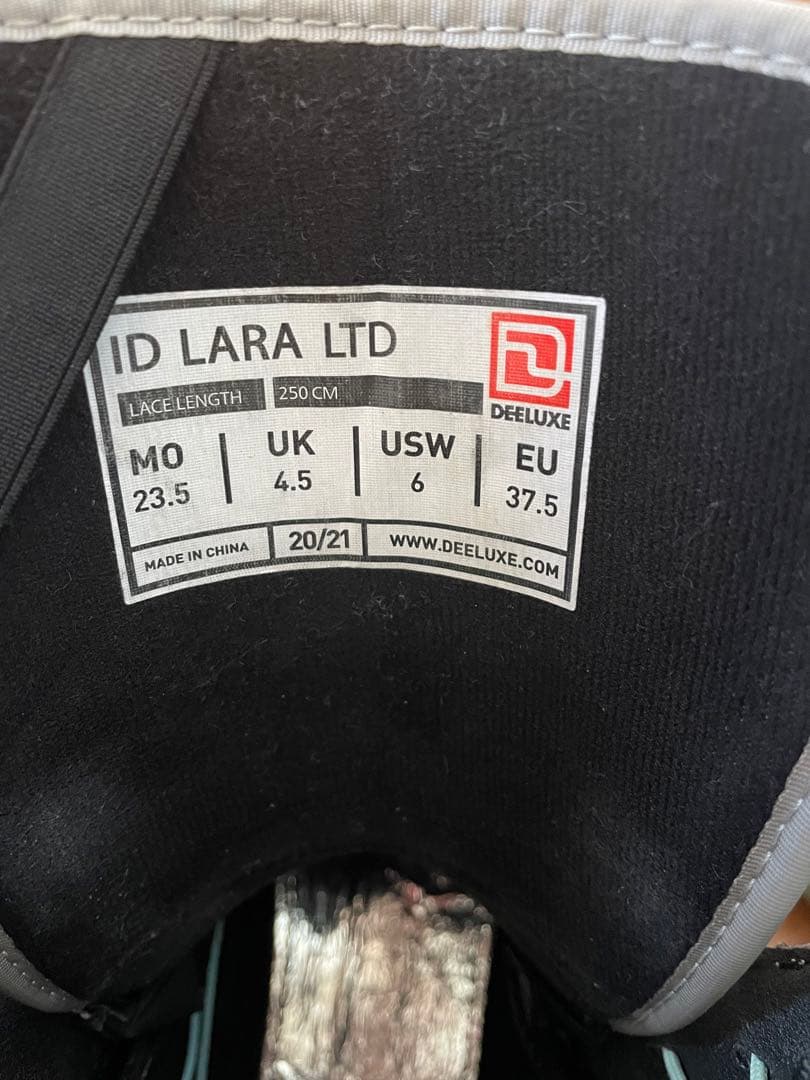 ID LARA LTD
LACE LENGTH 250 CM
DEELUXE
MO UK USW EU
23.5 4.5 6 37.5
MADE IN CHINA 20/21 WWW.DEELUXE.COM